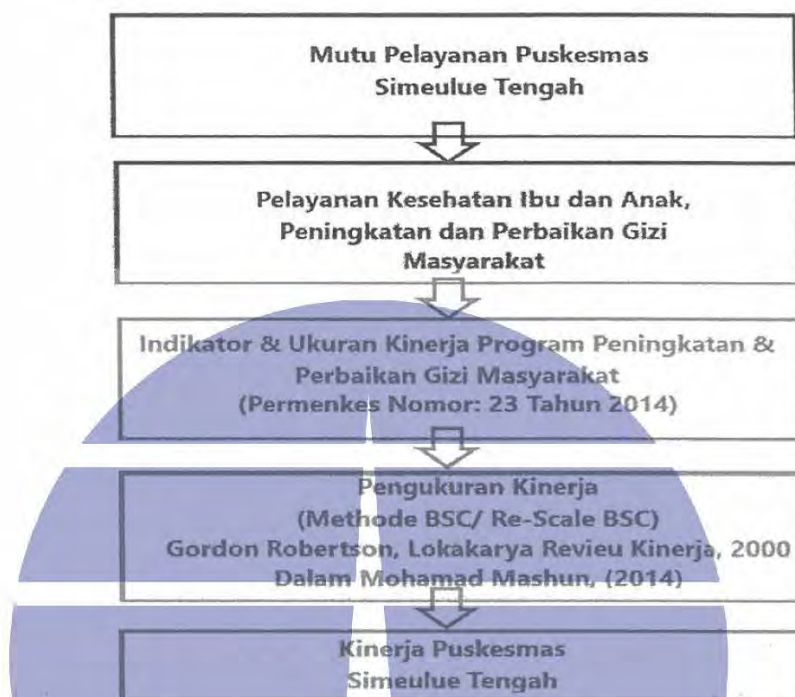 Mutu Pelayanan Puskesmas
Simeulue Tengah
Pelayanan Kesehatan Ibu dan Anak,
Peningkatan dan Perbaikan Gizi
Masyarakat
Indikator & Ukuran Kinerja Program Peningkatan &
Perbaikan Gizi Masyarakat
(Permenkes Nomor: 23 Tahun 2014)
Pengukuran Kinerja
(Methode BSC/ Re-Scale BSC)
Gordon Robertson, Lokakarya Revieu Kinerja, 2000
Dalam Mohamad Mashun, (2014)
Kinerja Puskesmas
Simeulue Tengah